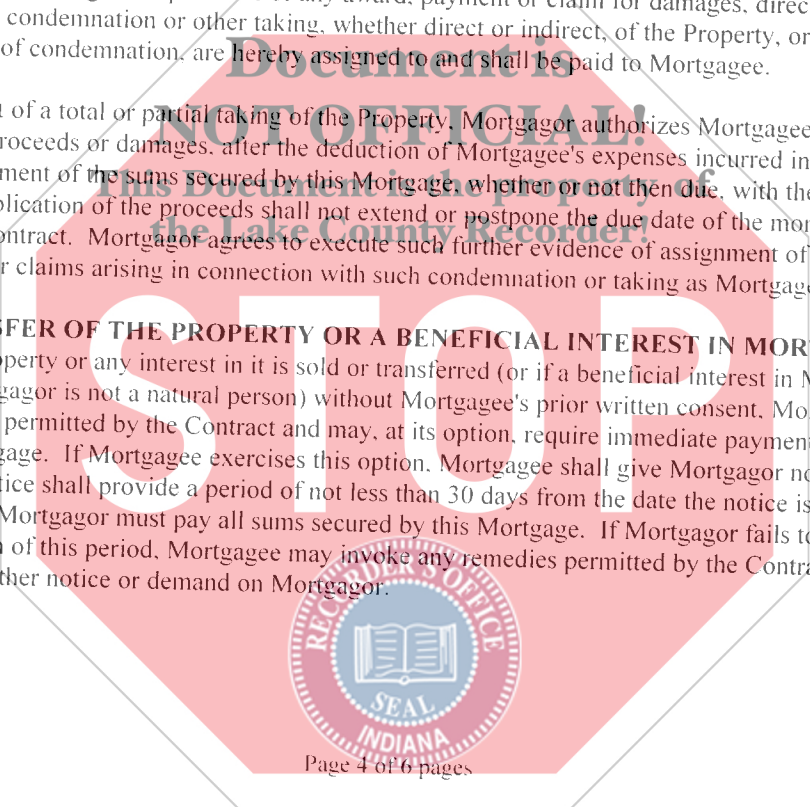 award, payment or claim for damages, direc
condemnation or other taking, whether direct or indirect, of the Property, or
of condemnation, are hereby assigned to and shall be paid to Mortgagee.
Document is
of a total or partial taking of the Property, Mortgagor authorizes Mortgagee
NOT OFFICIAL!
roceeds or damages, after the deduction of Mortgagee's expenses incurred in
ment of the sums secured by this Mortgage, whether or not then due, with the
This Document is the property of
plication of the proceeds shall not extend or postpone the due date of the mon
the Lake County Recorder!
ontract. Mortgagor agrees to execute such further evidence of assignment of
r claims arising in connection with such condemnation or taking as Mortgage
STOP
SFER OF THE PROPERTY OR A BENEFICIAL INTEREST IN MOR
operty or any interest in it is sold or transferred (or if a beneficial interest in M
gagor is not a natural person) without Mortgagee's prior written consent, Mo
permitted by the Contract and may, at its option, require immediate paymen
gage. If Mortgagee exercises this option, Mortgagee shall give Mortgagor no
tice shall provide a period of not less than 30 days from the date the notice is
Mortgagor must pay all sums secured by this Mortgage. If Mortgagor fails to
n of this period, Mortgagee may invoke any remedies permitted by the Contra
ther notice or demand on Mortgagor.
RECORDER'S OFFICE
SEAL
INDIANA
Page 4 of 6 pages